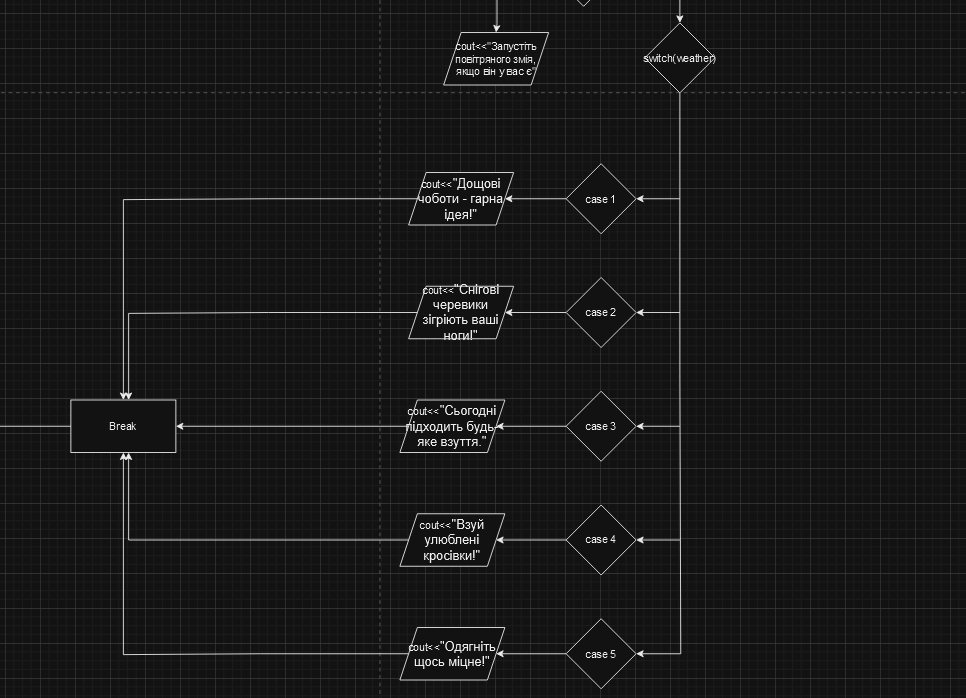 cout<<"Запустіть
повітряного змія,
якщо він у вас є"
switch(weather)
cout<<"Дощові
чоботи - гарна
ідея!"
case 1
cout<<"Снігові
черевики
зігріють ваші
ноги!"
case 2
Break
cout<<"Сьогодні
підходить будь-
яке взуття."
case 3
cout<<"Взуй
улюблені
кросівки!"
case 4
cout<<"Одягніть
щось міцне!"
case 5